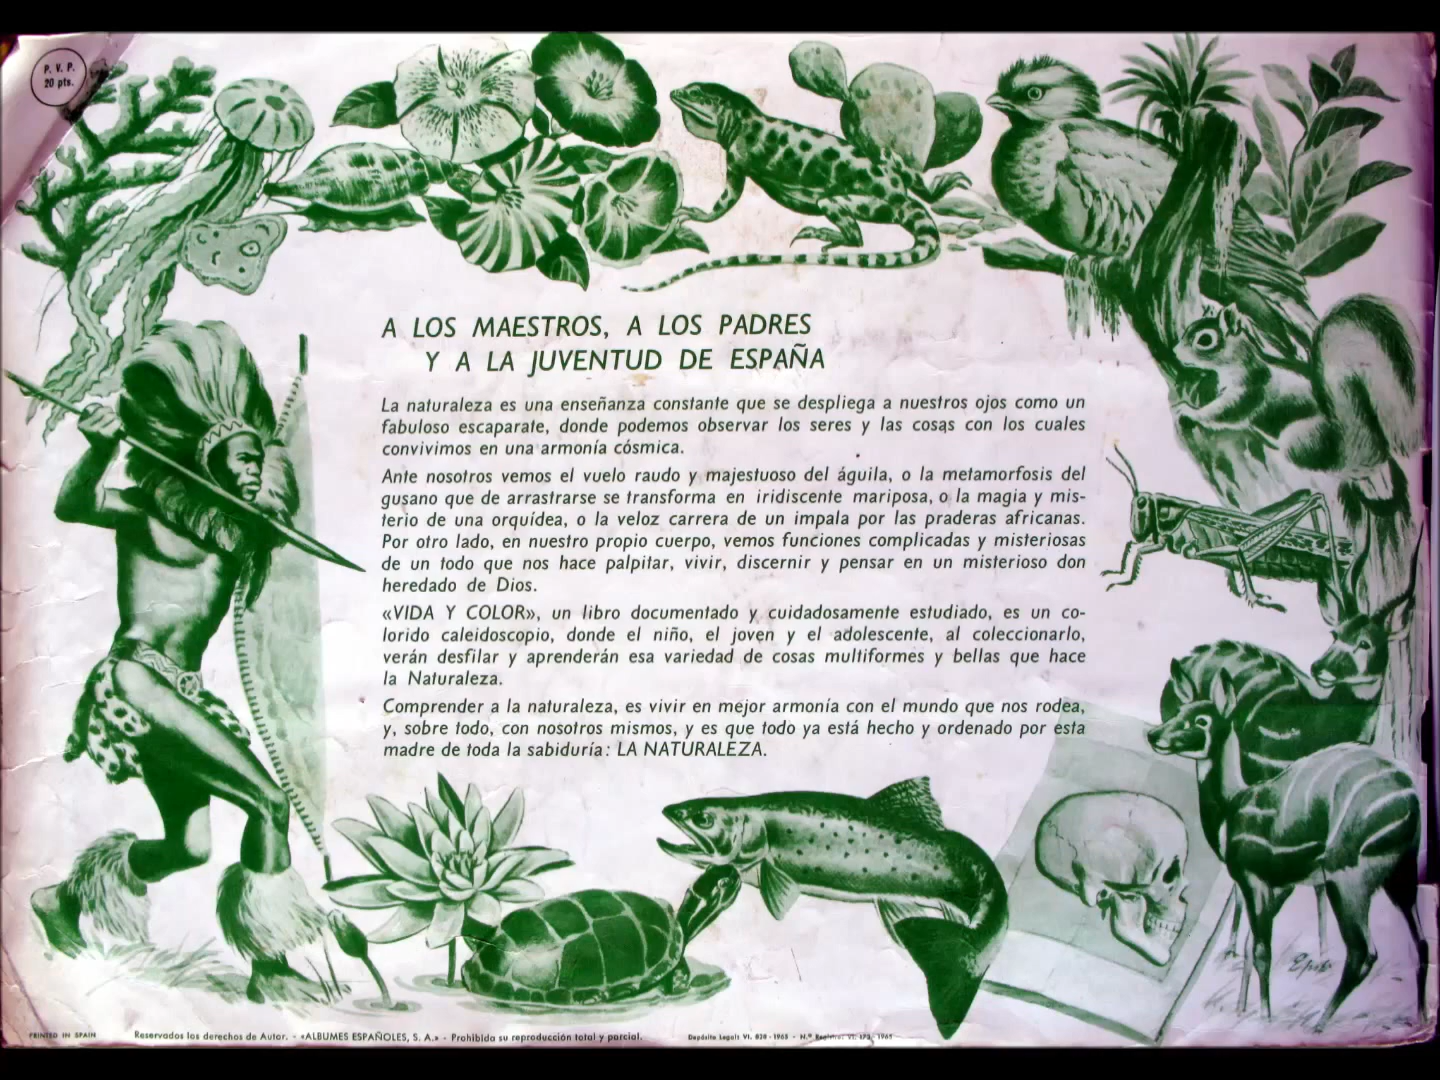 P. V. P.
20 pts.
A LOS MAESTROS, A LOS PADRES
Y A LA JUVENTUD DE ESPAÑA
La naturaleza es una enseñanza constante que se despliega a nuestros ojos como un
fabuloso escaparate, donde podemos observar los seres y las cosas con los cuales
convivimos en una armonía cósmica.
Ante nosotros vemos el vuelo raudo y majestuoso del águila, o la metamorfosis del
gusano que de arrastrarse se transforma en iridiscente mariposa, o la magia y mis-
terio de una orquídea, o la veloz carrera de un impala por las praderas africanas.
Por otro lado, en nuestro propio cuerpo, vemos funciones complicadas y misteriosas
de un todo que nos hace palpitar, vivir, discernir y pensar en un misterioso don
heredado de Dios.
«VIDA Y COLOR», un libro documentado y cuidadosamente estudiado, es un co-
lorido caleidoscopio, donde el niño, el joven y el adolescente, al coleccionarlo,
verán desfilar y aprenderán esa variedad de cosas multiformes y bellas que hace
la Naturaleza.
Comprender a la naturaleza, es vivir en mejor armonía con el mundo que nos rodea,
y, sobre todo, con nosotros mismos, y es que todo ya está hecho y ordenado por esta
madre de toda la sabiduría: LA NATURALEZA.
PRINTED IN SPAIN Reservados los derechos de Autor. - «ALBUMES ESPAÑOLES, S. A.» - Prohibida su reproducción total y parcial. Depósito Legal: VI. 828 - 1965 - N.º